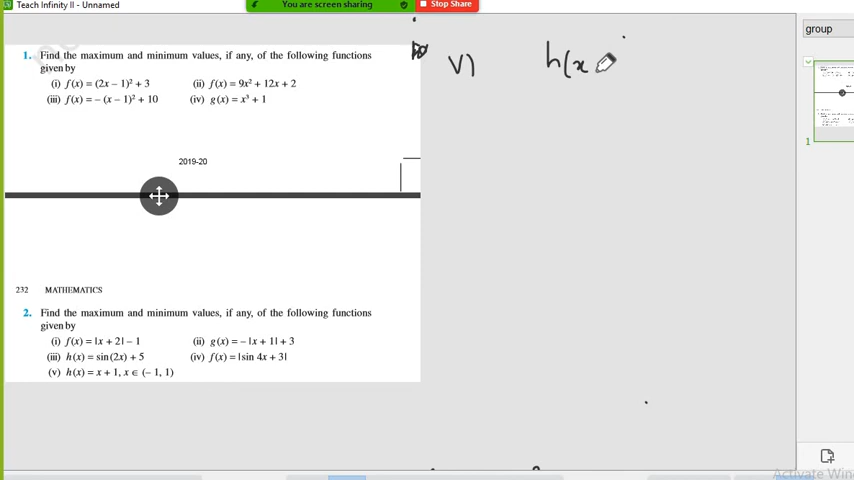 Teach Infinity II - Unnamed
You are screen sharing
Stop Share
group
1. Find the maximum and minimum values, if any, of the following functions
given by
(i) f(x) = (2x – 1)² + 3 (ii) f(x) = 9x² + 12x + 2
(iii) f(x) = – (x – 1)² + 10 (iv) g(x) = x³ + 1
2019-20
232 MATHEMATICS
2. Find the maximum and minimum values, if any, of the following functions
given by
(i) f(x) = |x + 2| – 1 (ii) g(x) = – |x + 1| + 3
(iii) h(x) = sin(2x) + 5 (iv) f(x) = |sin 4x + 3|
(v) h(x) = x + 1, x ∈ (– 1, 1)
v) h(x
1
Activate Win